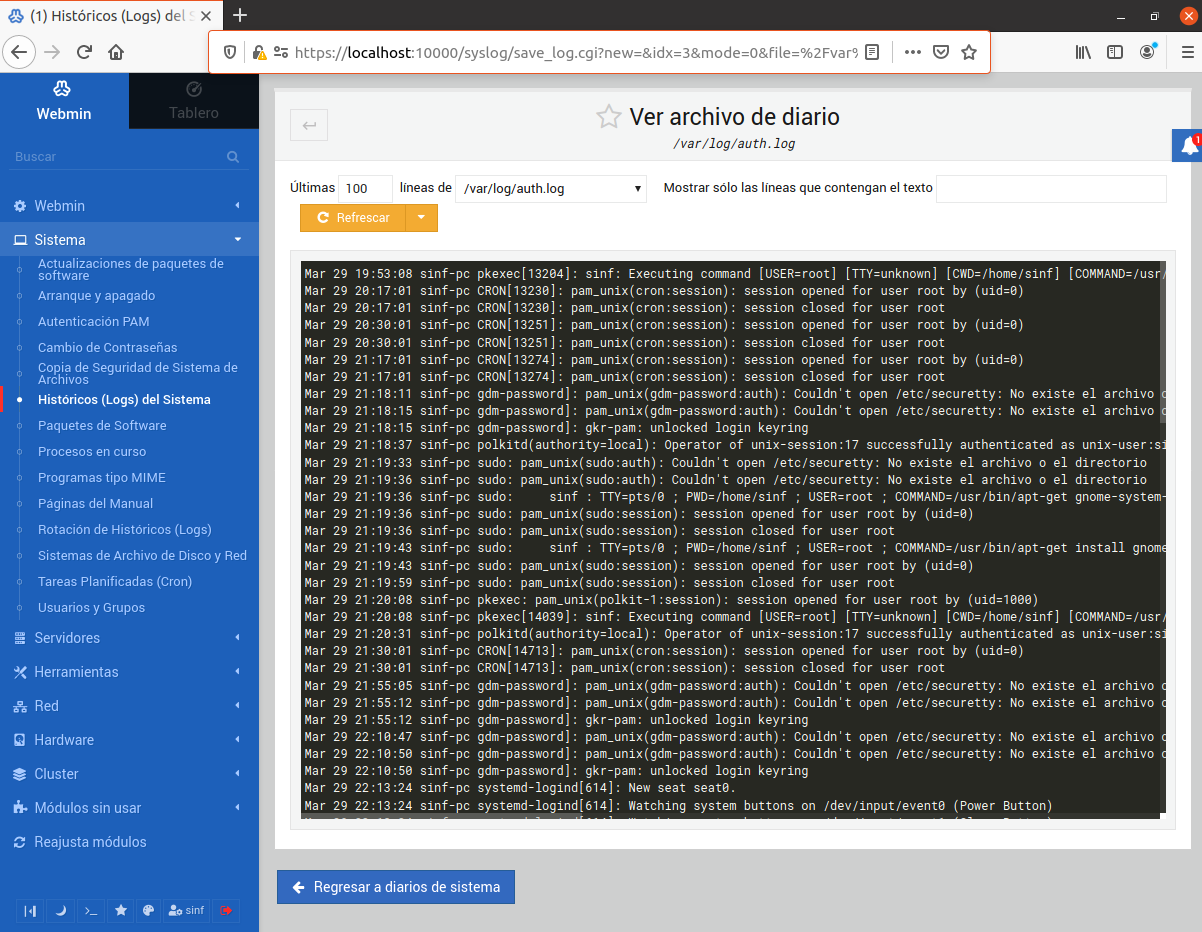 (1) Históricos (Logs) del S
https://localhost:10000/syslog/save_log.cgi?new=&idx=3&mode=0&file=%2Fvar%
Webmin
Tablero
Buscar
Webmin
Sistema
Actualizaciones de paquetes de
software
Arranque y apagado
Autenticación PAM
Cambio de Contraseñas
Copia de Seguridad de Sistema de
Archivos
Históricos (Logs) del Sistema
Paquetes de Software
Procesos en curso
Programas tipo MIME
Páginas del Manual
Rotación de Históricos (Logs)
Sistemas de Archivo de Disco y Red
Tareas Planificadas (Cron)
Usuarios y Grupos
Servidores
Herramientas
Red
Hardware
Cluster
Módulos sin usar
Reajusta módulos
sinf
Ver archivo de diario
/var/log/auth.log
1
Últimas 100 líneas de /var/log/auth.log Mostrar sólo las líneas que contengan el texto
Refrescar
Mar 29 19:53:08 sinf-pc pkexec[13204]: sinf: Executing command [USER=root] [TTY=unknown] [CWD=/home/sinf] [COMMAND=/usr/
Mar 29 20:17:01 sinf-pc CRON[13230]: pam_unix(cron:session): session opened for user root by (uid=0)
Mar 29 20:17:01 sinf-pc CRON[13230]: pam_unix(cron:session): session closed for user root
Mar 29 20:30:01 sinf-pc CRON[13251]: pam_unix(cron:session): session opened for user root by (uid=0)
Mar 29 20:30:01 sinf-pc CRON[13251]: pam_unix(cron:session): session closed for user root
Mar 29 21:17:01 sinf-pc CRON[13274]: pam_unix(cron:session): session opened for user root by (uid=0)
Mar 29 21:17:01 sinf-pc CRON[13274]: pam_unix(cron:session): session closed for user root
Mar 29 21:18:11 sinf-pc gdm-password]: pam_unix(gdm-password:auth): Couldn't open /etc/securetty: No existe el archivo o
Mar 29 21:18:15 sinf-pc gdm-password]: pam_unix(gdm-password:auth): Couldn't open /etc/securetty: No existe el archivo o
Mar 29 21:18:15 sinf-pc gdm-password]: gkr-pam: unlocked login keyring
Mar 29 21:18:37 sinf-pc polkitd(authority=local): Operator of unix-session:17 successfully authenticated as unix-user:si
Mar 29 21:19:33 sinf-pc sudo: pam_unix(sudo:auth): Couldn't open /etc/securetty: No existe el archivo o el directorio
Mar 29 21:19:36 sinf-pc sudo: pam_unix(sudo:auth): Couldn't open /etc/securetty: No existe el archivo o el directorio
Mar 29 21:19:36 sinf-pc sudo:     sinf : TTY=pts/0 ; PWD=/home/sinf ; USER=root ; COMMAND=/usr/bin/apt-get gnome-system-
Mar 29 21:19:36 sinf-pc sudo: pam_unix(sudo:session): session opened for user root by (uid=0)
Mar 29 21:19:36 sinf-pc sudo: pam_unix(sudo:session): session closed for user root
Mar 29 21:19:43 sinf-pc sudo:     sinf : TTY=pts/0 ; PWD=/home/sinf ; USER=root ; COMMAND=/usr/bin/apt-get install gnome
Mar 29 21:19:43 sinf-pc sudo: pam_unix(sudo:session): session opened for user root by (uid=0)
Mar 29 21:19:59 sinf-pc sudo: pam_unix(sudo:session): session closed for user root
Mar 29 21:20:08 sinf-pc pkexec: pam_unix(polkit-1:session): session opened for user root by (uid=1000)
Mar 29 21:20:08 sinf-pc pkexec[14039]: sinf: Executing command [USER=root] [TTY=unknown] [CWD=/home/sinf] [COMMAND=/usr/
Mar 29 21:20:31 sinf-pc polkitd(authority=local): Operator of unix-session:17 successfully authenticated as unix-user:si
Mar 29 21:30:01 sinf-pc CRON[14713]: pam_unix(cron:session): session opened for user root by (uid=0)
Mar 29 21:30:01 sinf-pc CRON[14713]: pam_unix(cron:session): session closed for user root
Mar 29 21:55:05 sinf-pc gdm-password]: pam_unix(gdm-password:auth): Couldn't open /etc/securetty: No existe el archivo o
Mar 29 21:55:12 sinf-pc gdm-password]: pam_unix(gdm-password:auth): Couldn't open /etc/securetty: No existe el archivo o
Mar 29 21:55:12 sinf-pc gdm-password]: gkr-pam: unlocked login keyring
Mar 29 22:10:47 sinf-pc gdm-password]: pam_unix(gdm-password:auth): Couldn't open /etc/securetty: No existe el archivo o
Mar 29 22:10:50 sinf-pc gdm-password]: pam_unix(gdm-password:auth): Couldn't open /etc/securetty: No existe el archivo o
Mar 29 22:10:50 sinf-pc gdm-password]: gkr-pam: unlocked login keyring
Mar 29 22:13:24 sinf-pc systemd-logind[614]: New seat seat0.
Mar 29 22:13:24 sinf-pc systemd-logind[614]: Watching system buttons on /dev/input/event0 (Power Button)
Regresar a diarios de sistema